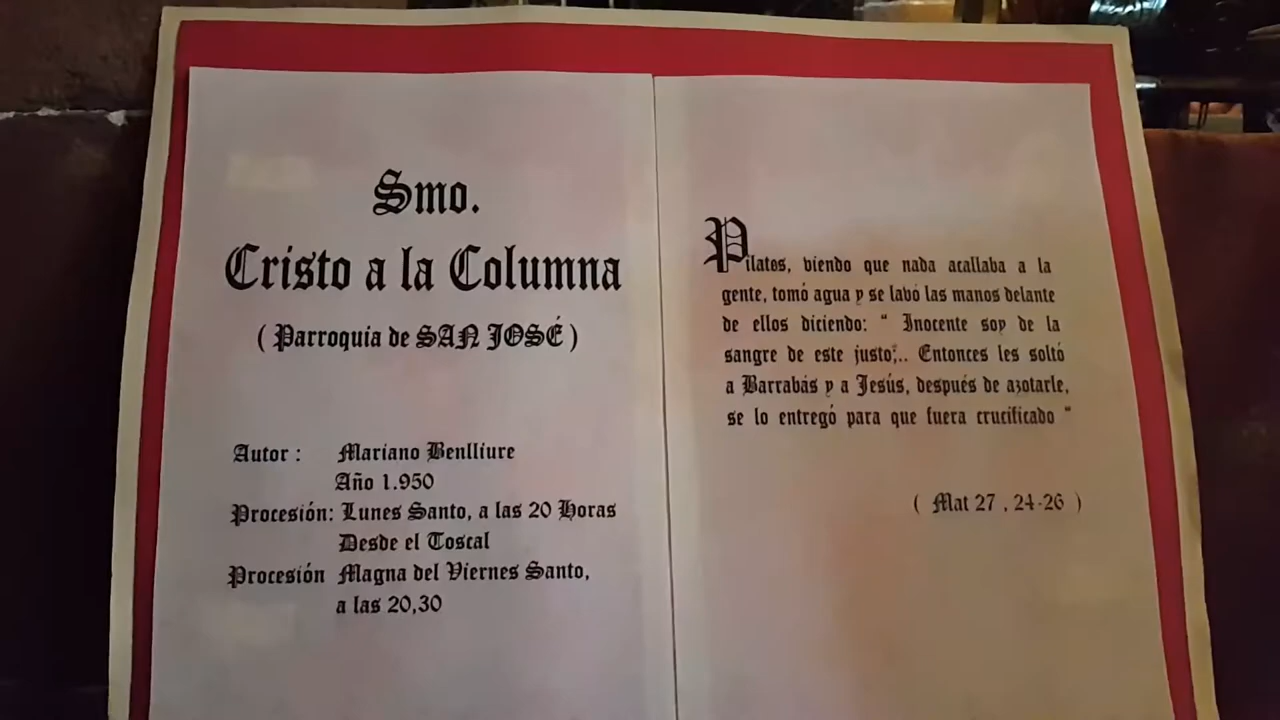 Smo.
Cristo a la Columna
( Parroquia de SAN JOSÉ )
Autor : Mariano Benlliure
Año 1.950
Procesión: Lunes Santo, a las 20 Horas
Desde el Toscal
Procesión Magna del Viernes Santo,
a las 20,30
Pilatos, viendo que nada acallaba a la
gente, tomó agua y se lavó las manos delante
de ellos diciendo: " Inocente soy de la
sangre de este justo;.. Entonces les soltó
a Barrabás y a Jesús, después de azotarle,
se lo entregó para que fuera crucificado "
( Mat 27 , 24-26 )